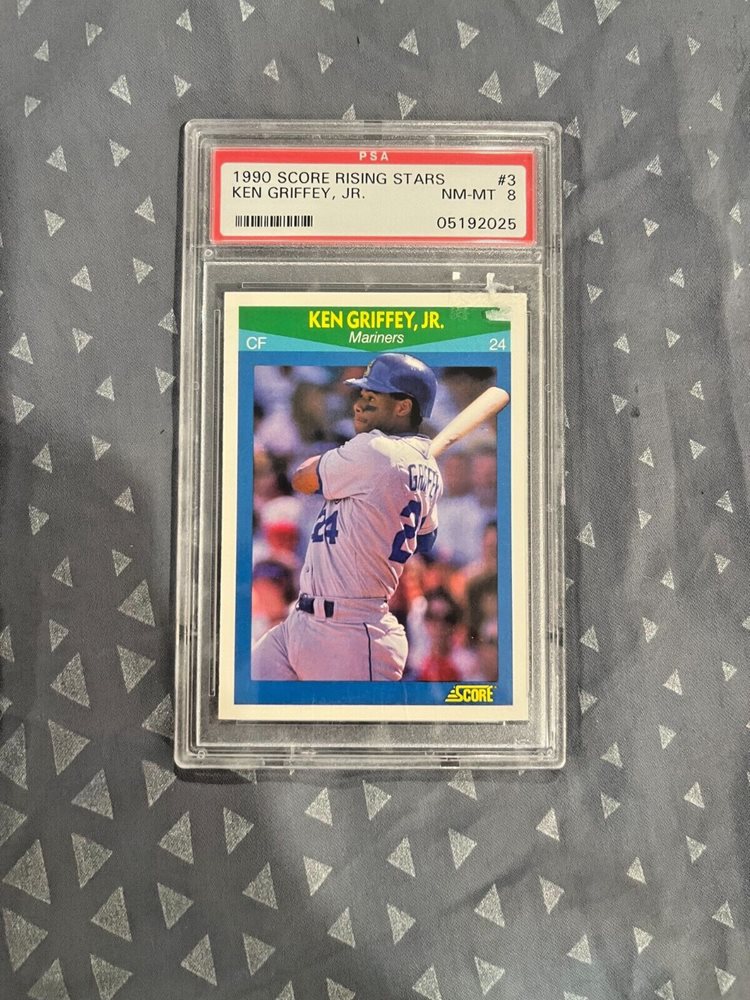 PSA
1990 SCORE RISING STARS #3
KEN GRIFFEY, JR. NM-MT 8
05192025
KEN GRIFFEY, JR.
Mariners
CF 24
24
SCORE